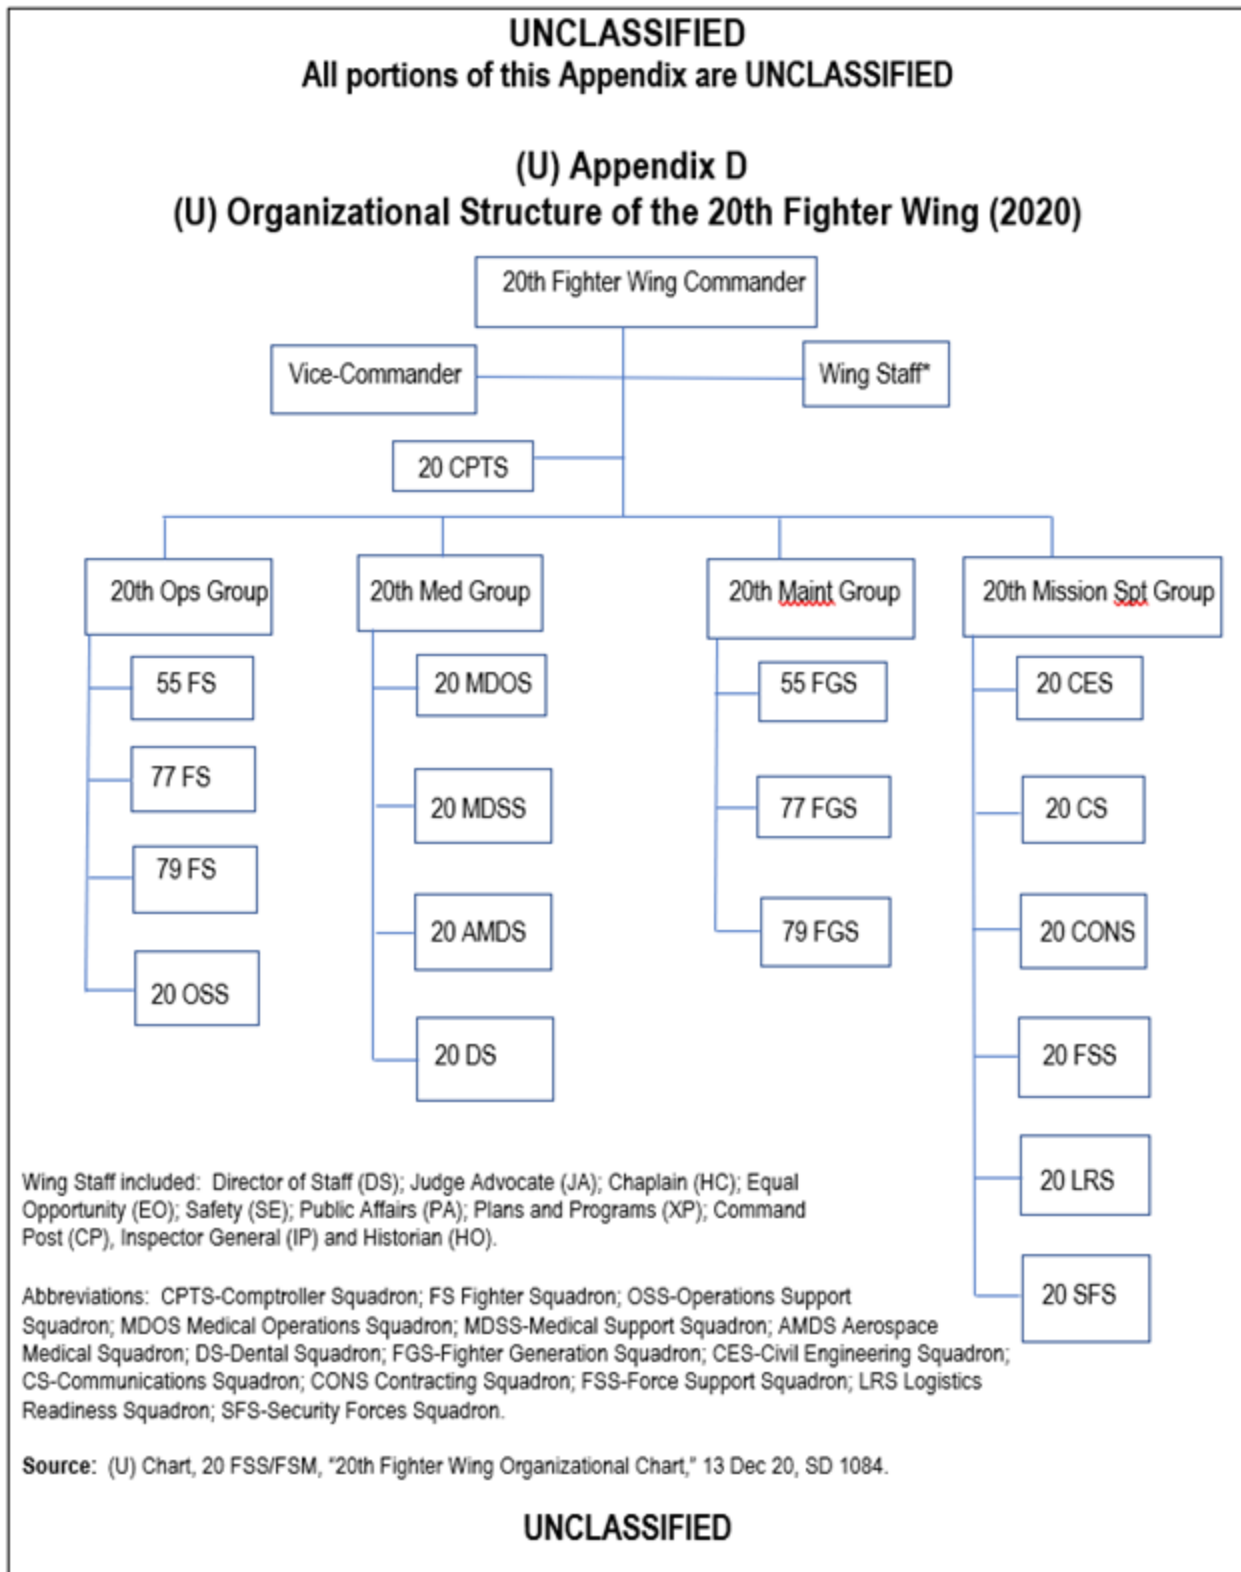 UNCLASSIFIED
All portions of this Appendix are UNCLASSIFIED
(U) Appendix D
(U) Organizational Structure of the 20th Fighter Wing (2020)
20th Fighter Wing Commander
Vice-Commander
Wing Staff*
20 CPTS
20th Ops Group
20th Med Group
20th Maint Group
20th Mission Spt Group
55 FS
20 MDOS
55 FGS
20 CES
77 FS
20 MDSS
77 FGS
20 CS
79 FS
20 AMDS
79 FGS
20 CONS
20 OSS
20 DS
20 FSS
20 LRS
20 SFS
Wing Staff included: Director of Staff (DS); Judge Advocate (JA); Chaplain (HC); Equal
Opportunity (EO); Safety (SE); Public Affairs (PA); Plans and Programs (XP); Command
Post (CP), Inspector General (IP) and Historian (HO).
Abbreviations: CPTS-Comptroller Squadron; FS Fighter Squadron; OSS-Operations Support
Squadron; MDOS Medical Operations Squadron; MDSS-Medical Support Squadron; AMDS Aerospace
Medical Squadron; DS-Dental Squadron; FGS-Fighter Generation Squadron; CES-Civil Engineering Squadron;
CS-Communications Squadron; CONS Contracting Squadron; FSS-Force Support Squadron; LRS Logistics
Readiness Squadron; SFS-Security Forces Squadron.
Source: (U) Chart, 20 FSS/FSM, "20th Fighter Wing Organizational Chart," 13 Dec 20, SD 1084.
UNCLASSIFIED